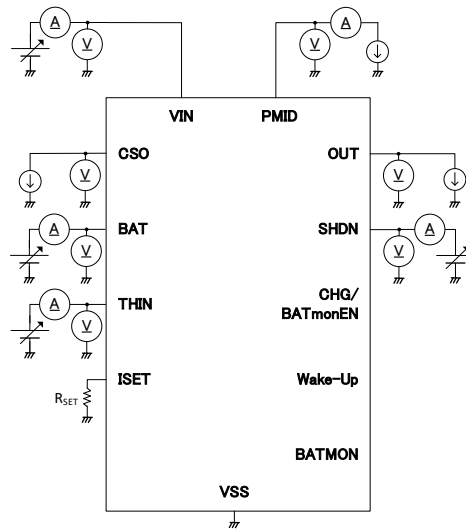 A
V
V
A
VIN
PMID
CSO
OUT
V
V
BAT
SHDN
A
V
V
A
THIN
CHG/
BATmonEN
A
V
ISET
Wake-Up
RSET
BATMON
VSS